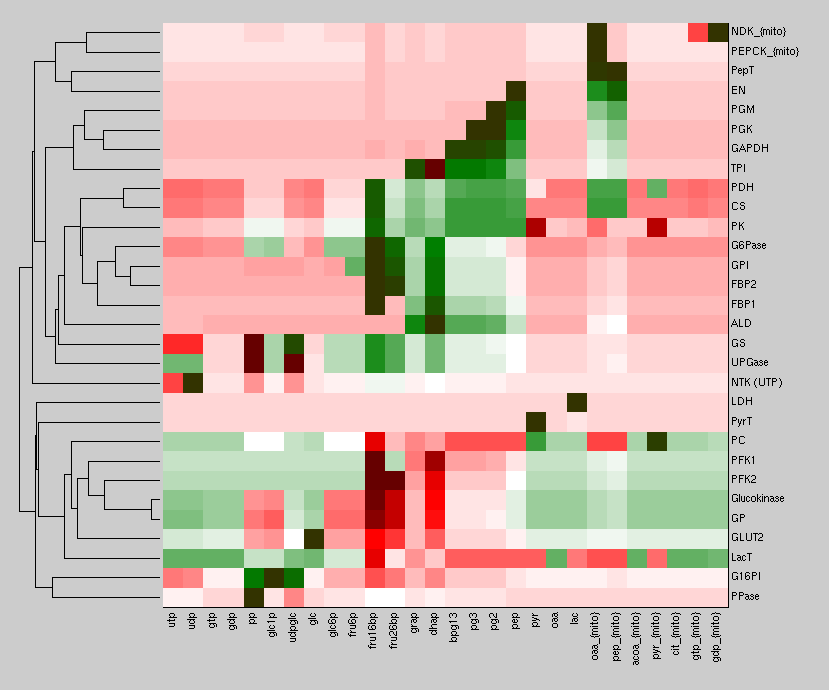 NDK_{mito}
PEPCK_{mito}
PepT
EN
PGM
PGK
GAPDH
TPI
PDH
CS
PK
G6Pase
GPI
FBP2
FBP1
ALD
GS
UPGase
NTK (UTP)
LDH
PyrT
PC
PFK1
PFK2
Glucokinase
GP
GLUT2
LacT
G16PI
PPase
utp
udp
gtp
gdp
pp
glc1p
udpglc
glc
glc6p
fru6p
fru16bp
fru26bp
grap
dhap
bpg13
pg3
pg2
pep
pyr
oaa
lac
oaa_{mito}
pep_{mito}
acoa_{mito}
pyr_{mito}
cit_{mito}
gtp_{mito}
gdp_{mito}